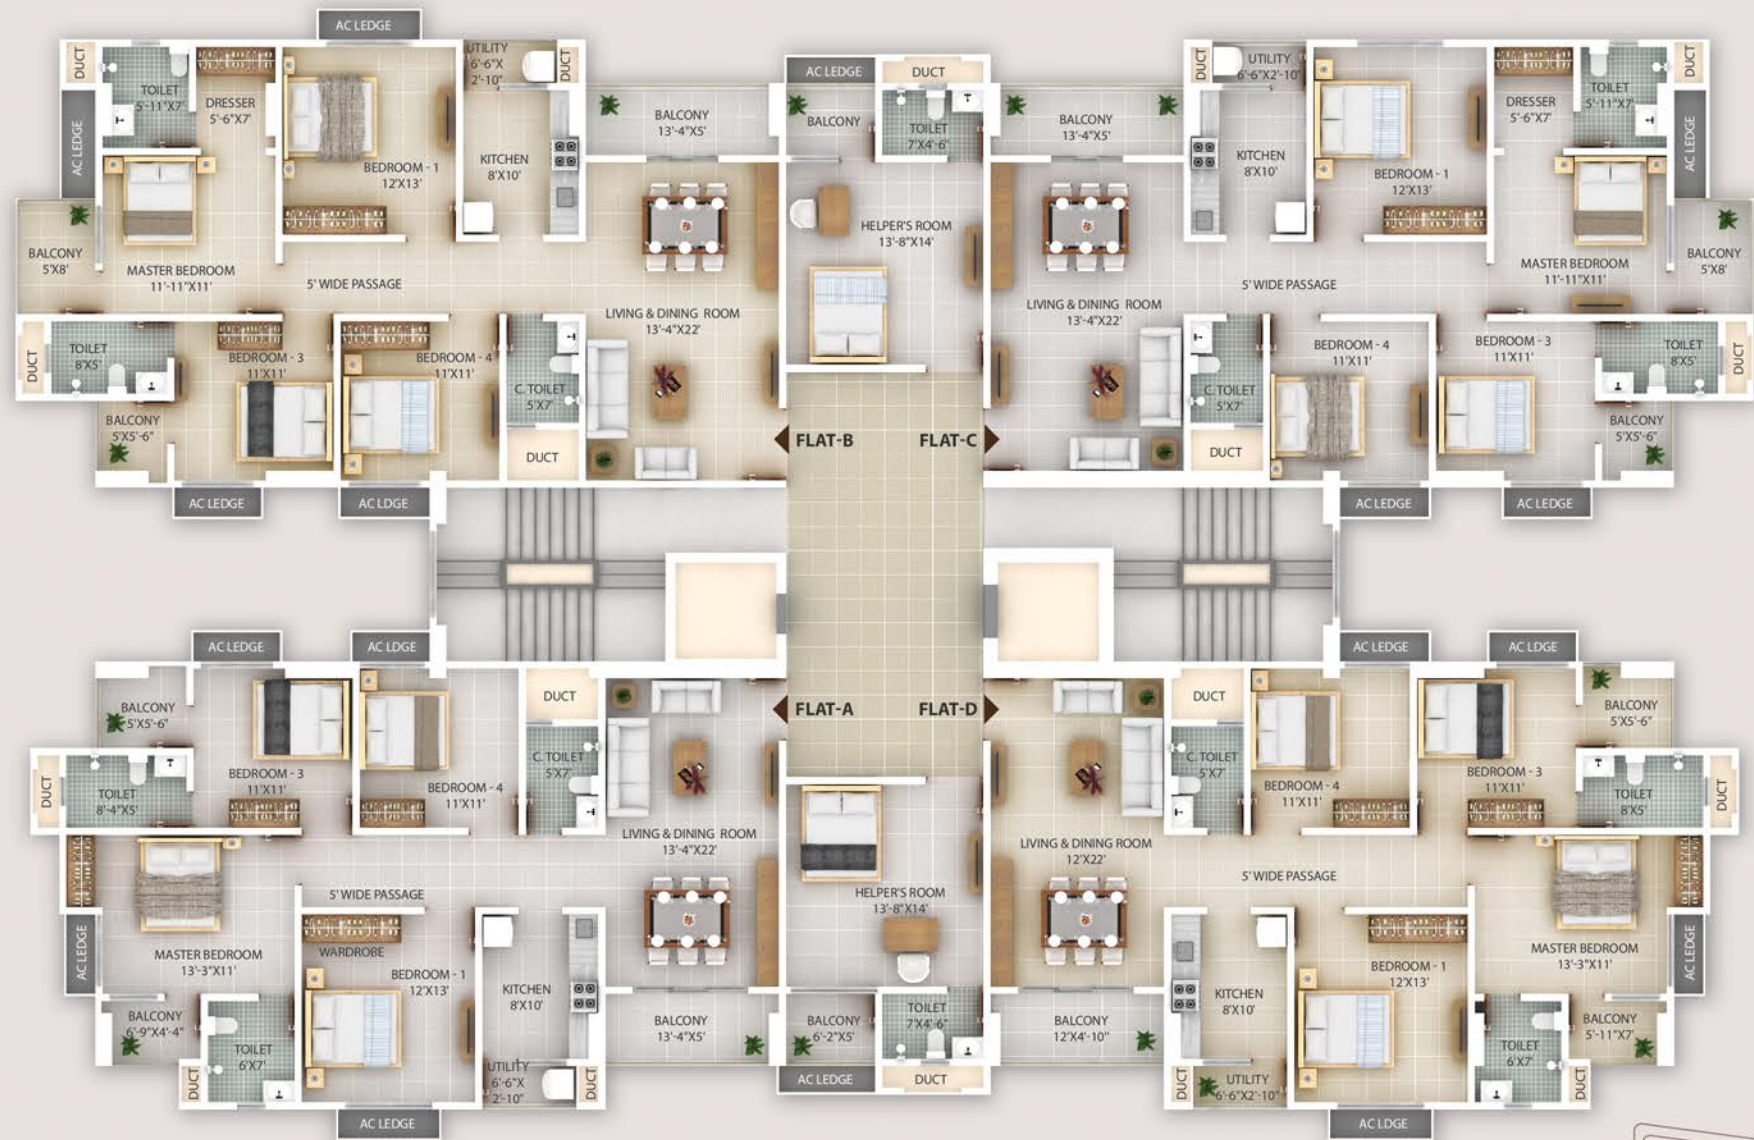 AC LEDGE
DUCT
TOILET
5'-11"X7'
DRESSER
5'-6"X7'
AC LEDGE
BEDROOM - 1
12'X13'
UTILITY
6'-6"X
2'-10"
DUCT
KITCHEN
8'X10'
BALCONY
13'-4"X5'
BALCONY
5'X8'
MASTER BEDROOM
11'-11"X11'
5' WIDE PASSAGE
LIVING & DINING ROOM
13'-4"X22'
DUCT
TOILET
8'X5'
BEDROOM - 3
11'X11'
BEDROOM - 4
11'X11'
C. TOILET
5'X7'
BALCONY
5'X5'-6"
DUCT
AC LEDGE
AC LDGE
FLAT-B
AC LEDGE
DUCT
BALCONY
TOILET
7'X4'-6"
HELPER'S ROOM
13'-8"X14'
FLAT-C
BALCONY
13'-4"X5'
DUCT
UTILITY
6'-6"X2'-10"
KITCHEN
8'X10'
BEDROOM - 1
12'X13'
DRESSER
5'-6"X7'
TOILET
5'-11"X7'
DUCT
AC LEDGE
LIVING & DINING ROOM
13'-4"X22'
5' WIDE PASSAGE
MASTER BEDROOM
11'-11"X11'
BALCONY
5'X8'
C. TOILET
5'X7'
DUCT
BEDROOM - 4
11'X11'
BEDROOM - 3
11'X11'
TOILET
8'X5'
DUCT
BALCONY
5'X5'-6"
AC LEDGE
AC LEDGE
AC LEDGE
AC LDGE
BALCONY
5'X5'-6"
DUCT
TOILET
8'-4"X5'
BEDROOM - 3
11'X11'
BEDROOM - 4
11'X11'
DUCT
C. TOILET
5'X7'
FLAT-A
LIVING & DINING ROOM
13'-4"X22'
5' WIDE PASSAGE
AC LEDGE
MASTER BEDROOM
13'-3"X11'
WARDROBE
BEDROOM - 1
12'X13'
KITCHEN
8'X10'
BALCONY
13'-4"X5'
BALCONY
6'-9"X4'-4"
TOILET
6'X7'
DUCT
UTILITY
6'-6"X
2'-10"
DUCT
AC LEDGE
HELPER'S ROOM
13'-8"X14'
BALCONY
6'-2"X5'
TOILET
7'X4'-6"
AC LEDGE
DUCT
FLAT-D
AC LEDGE
AC LDGE
DUCT
C. TOILET
5'X7'
BEDROOM - 4
11'X11'
BEDROOM - 3
11'X11'
BALCONY
5'X5'-6"
TOILET
8'X5'
DUCT
LIVING & DINING ROOM
12'X22'
5' WIDE PASSAGE
MASTER BEDROOM
13'-3"X11'
AC LEDGE
BEDROOM - 1
12'X13'
KITCHEN
8'X10'
BALCONY
12'X4'-10"
BALCONY
5'-11"X7'
TOILET
6'X7'
DUCT
UTILITY
6'-6"X2'-10"
DUCT
AC LDGE